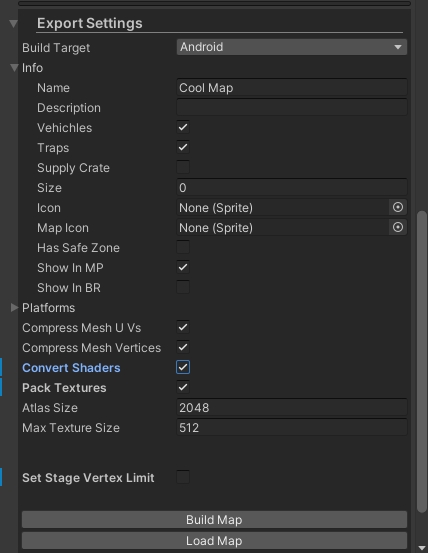 Export Settings
Build Target Android
Info
Name Cool Map
Description
Vehichles
Traps
Supply Crate
Size 0
Icon None (Sprite)
Map Icon None (Sprite)
Has Safe Zone
Show In MP
Show In BR
Platforms
Compress Mesh U Vs
Compress Mesh Vertices
Convert Shaders
Pack Textures
Atlas Size 2048
Max Texture Size 512
Set Stage Vertex Limit
Build Map
Load Map